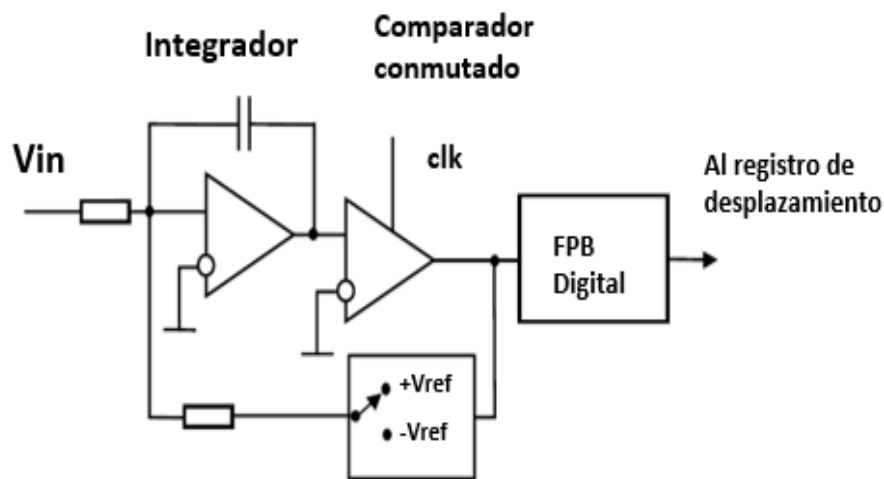 Integrador
Comparador
conmutado
Vin
clk
Al registro de
desplazamiento
FPB
Digital
+Vref
-Vref